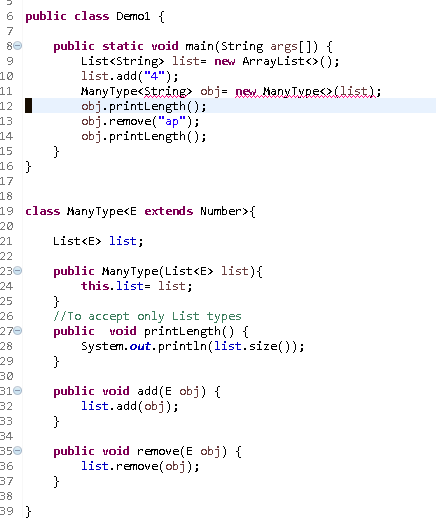 5
6 public class Demo1 {
7
8 public static void main(String args[]) {
9 List<String> list= new ArrayList<>();
10 list.add("4");
11 ManyType<String> obj= new ManyType<>(list);
12 obj.printLength();
13 obj.remove("ap");
14 obj.printLength();
15 }
16 }
17
18
19 class ManyType<E extends Number>{
20
21 List<E> list;
22
23 public ManyType(List<E> list){
24 this.list= list;
25 }
26 //To accept only List types
27 public  void printLength() {
28 System.out.println(list.size());
29 }
30
31 public void add(E obj) {
32 list.add(obj);
33 }
34
35 public void remove(E obj) {
36 list.remove(obj);
37 }
38
39 }